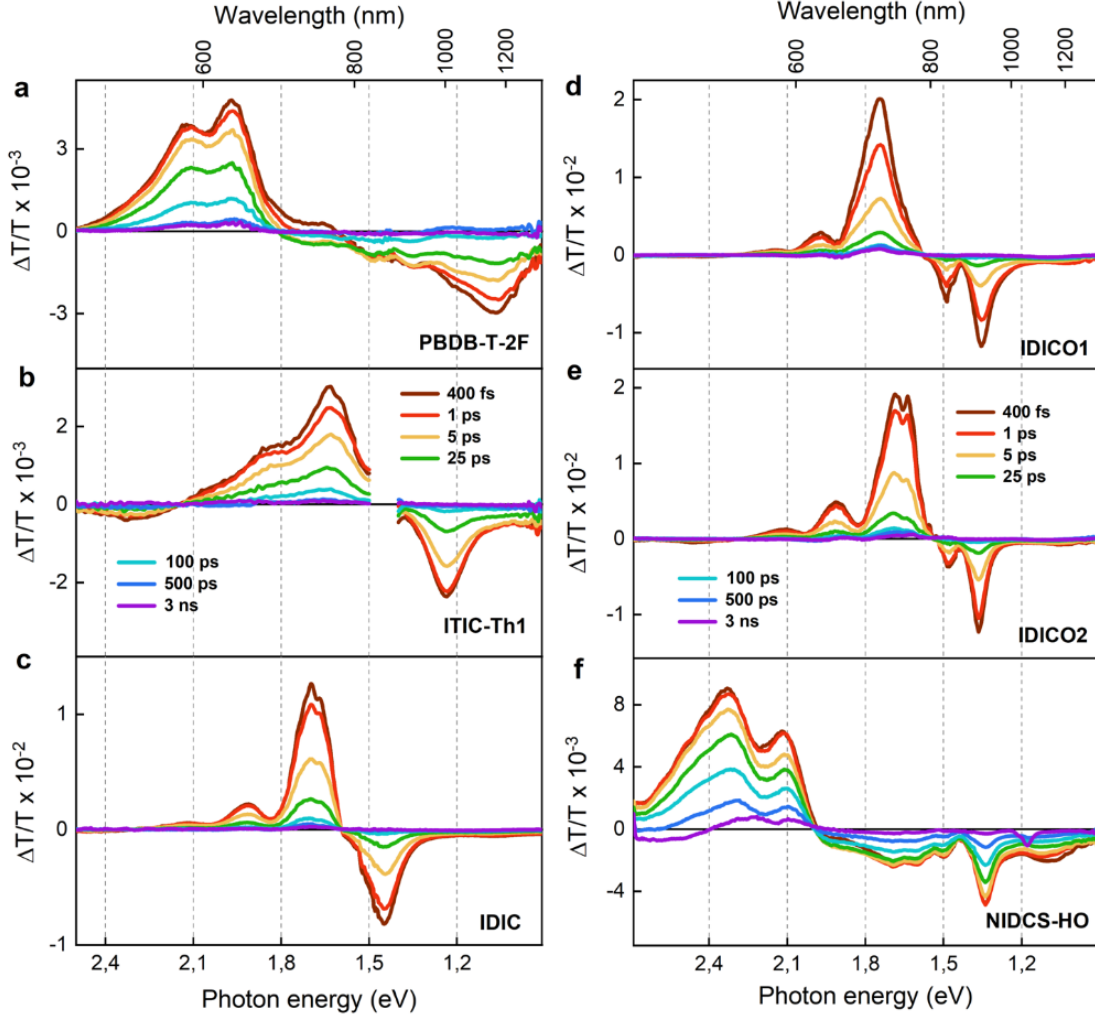 Wavelength (nm)
600 800 1000 1200
a
ΔT/T x 10-3
3
0
-3
PBDB-T-2F
b
ΔT/T x 10-3
2
0
-2
400 fs
1 ps
5 ps
25 ps
100 ps
500 ps
3 ns
ITIC-Th1
c
ΔT/T x 10-2
1
0
-1
IDIC
2,4 2,1 1,8 1,5 1,2
Photon energy (eV)
Wavelength (nm)
600 800 1000 1200
d
ΔT/T x 10-2
2
1
0
-1
IDICO1
e
ΔT/T x 10-2
2
1
0
-1
400 fs
1 ps
5 ps
25 ps
100 ps
500 ps
3 ns
IDICO2
f
ΔT/T x 10-3
8
4
0
-4
NIDCS-HO
2,4 2,1 1,8 1,5 1,2
Photon energy (eV)